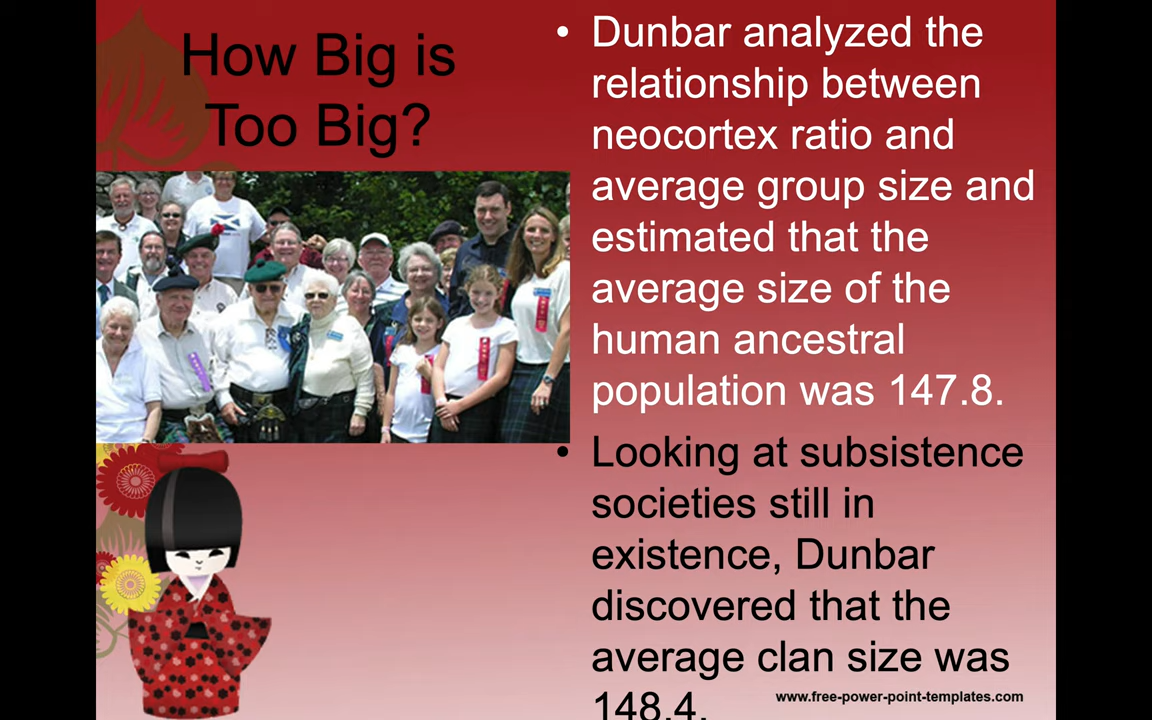 How Big is
Too Big?
• Dunbar analyzed the
relationship between
neocortex ratio and
average group size and
estimated that the
average size of the
human ancestral
population was 147.8.
• Looking at subsistence
societies still in
existence, Dunbar
discovered that the
average clan size was
148.4.
www.free-power-point-templates.com